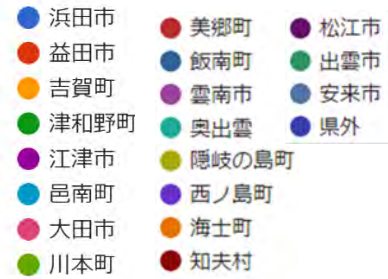 浜田市
益田市
吉賀町
津和野町
江津市
邑南町
大田市
川本町
美郷町
飯南町
雲南市
奥出雲
隠岐の島町
西ノ島町
海士町
知夫村
松江市
出雲市
安来市
県外